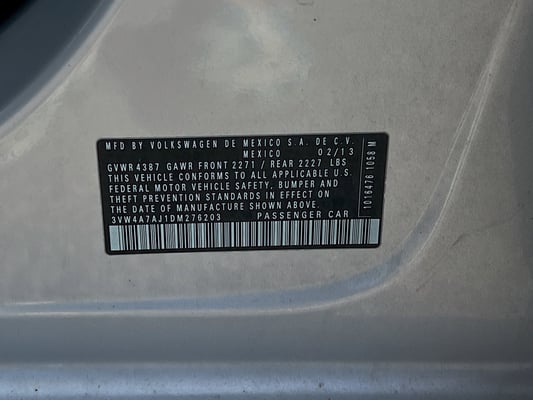 MFD BY VOLKSWAGEN DE MEXICO S.A. DE C.V.
MEXICO 02/13
GVWR 4387 GAWR FRONT 2271 / REAR 2227 LBS
THIS VEHICLE CONFORMS TO ALL APPLICABLE U.S.
FEDERAL MOTOR VEHICLE SAFETY, BUMPER AND
THEFT PREVENTION STANDARDS IN EFFECT ON
THE DATE OF MANUFACTURE SHOWN ABOVE.
3VW4A7AJ1DM276203 PASSENGER CAR
1016476 1058 M